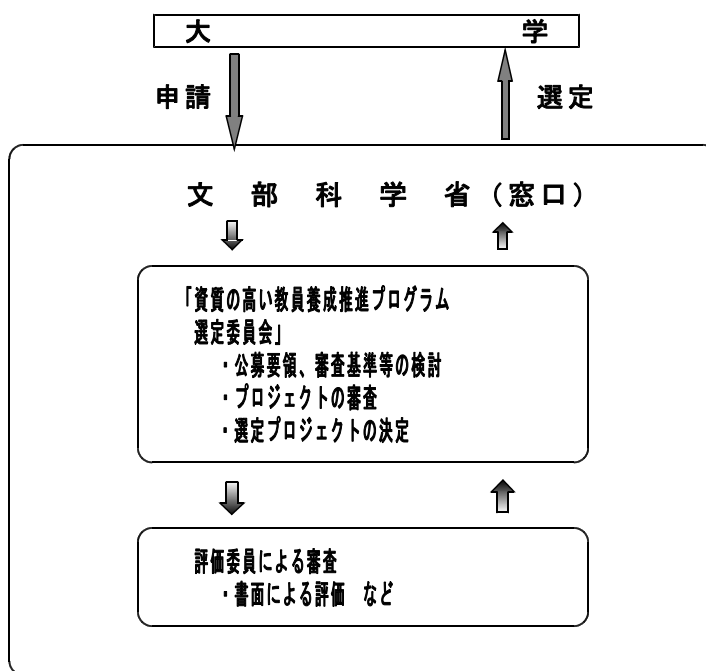 大　学
申請
選定
文部科学省（窓口）
「資質の高い教員養成推進プログラム
選定委員会」
・公募要領、審査基準等の検討
・プロジェクトの審査
・選定プロジェクトの決定
評価委員による審査
・書面による評価　など